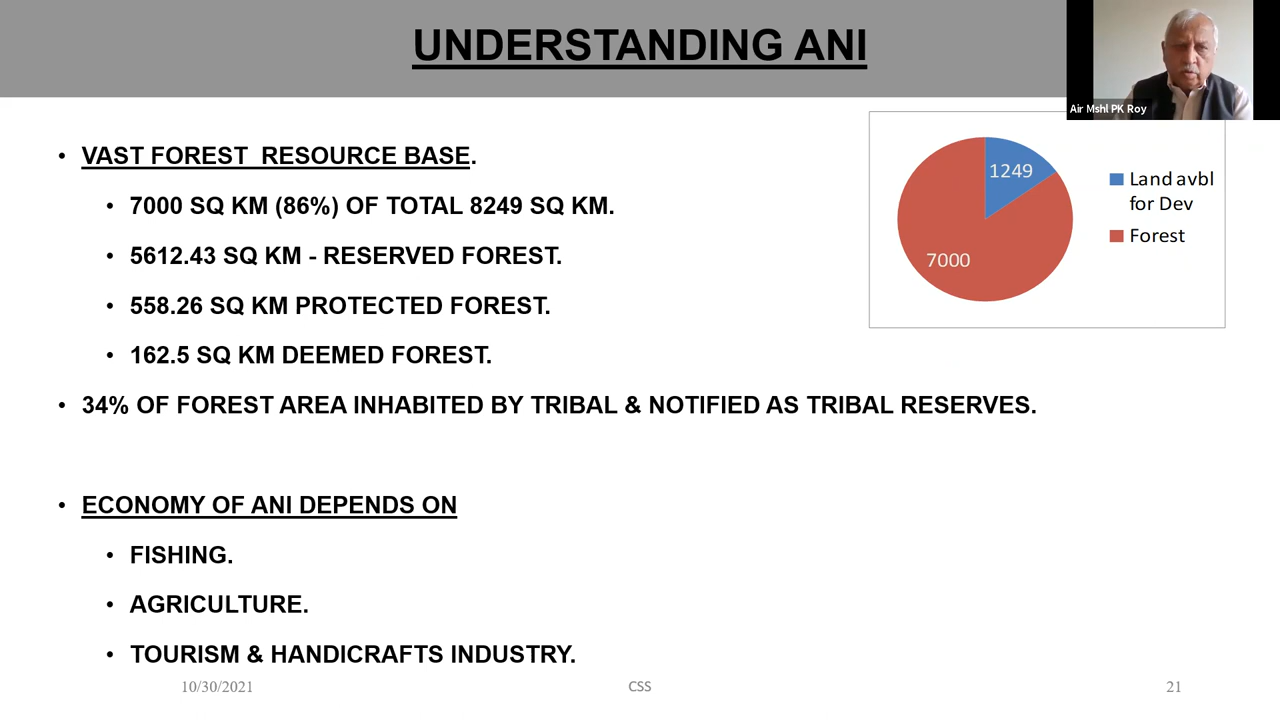 UNDERSTANDING ANI
Air Mshl PK Roy
• VAST FOREST RESOURCE BASE.
• 7000 SQ KM (86%) OF TOTAL 8249 SQ KM.
• 5612.43 SQ KM - RESERVED FOREST.
• 558.26 SQ KM PROTECTED FOREST.
• 162.5 SQ KM DEEMED FOREST.
• 34% OF FOREST AREA INHABITED BY TRIBAL & NOTIFIED AS TRIBAL RESERVES.
1249
7000
Land avbl
for Dev
Forest
• ECONOMY OF ANI DEPENDS ON
• FISHING.
• AGRICULTURE.
• TOURISM & HANDICRAFTS INDUSTRY.
10/30/2021
CSS
21